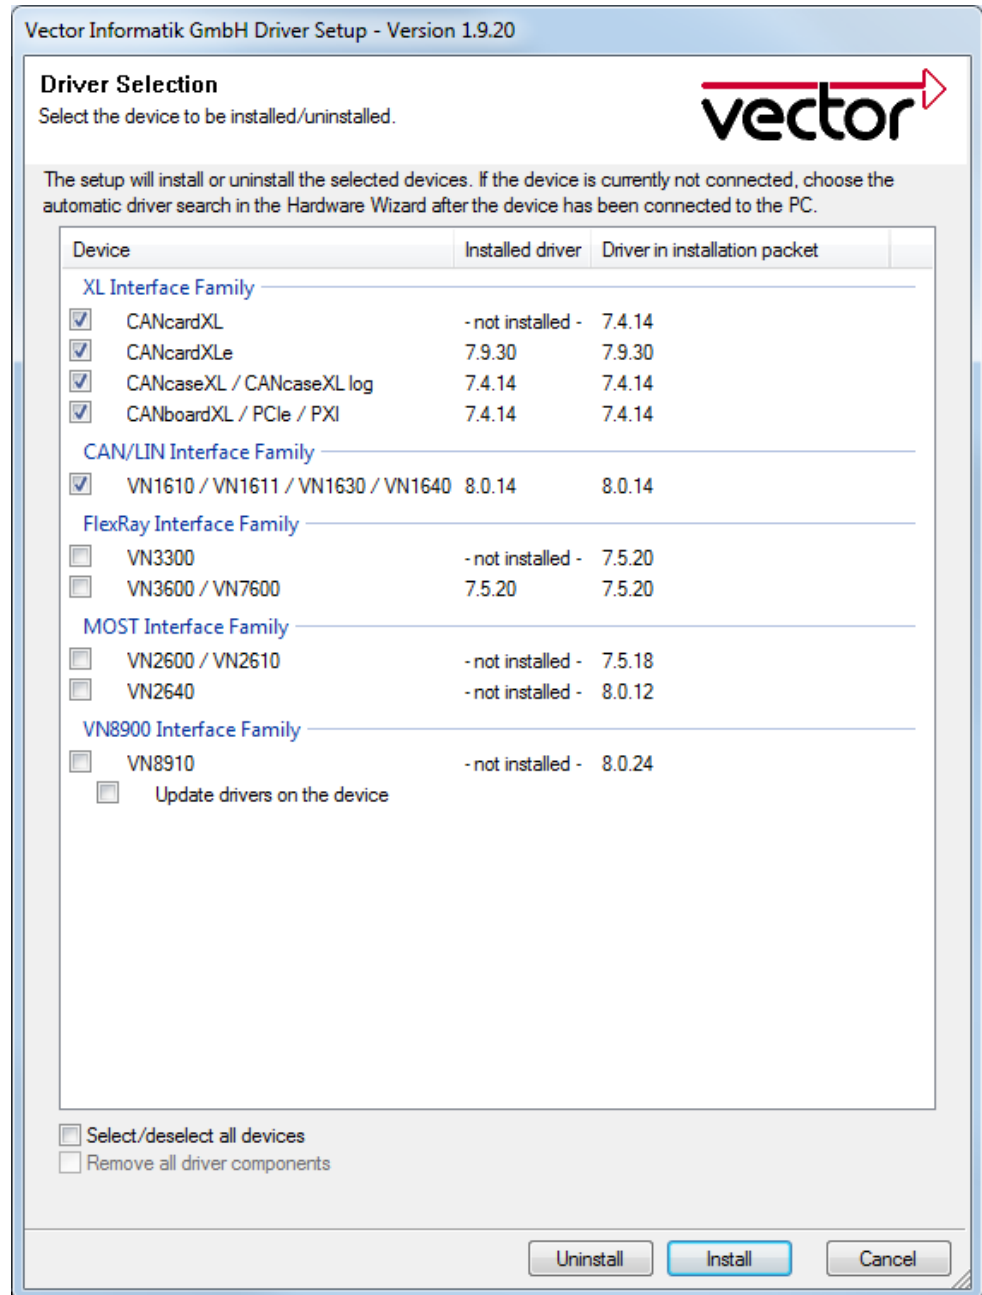 Vector Informatik GmbH Driver Setup - Version 1.9.20
Driver Selection
Select the device to be installed/uninstalled.
vector
The setup will install or uninstall the selected devices. If the device is currently not connected, choose the
automatic driver search in the Hardware Wizard after the device has been connected to the PC.
Device Installed driver Driver in installation packet
XL Interface Family
CANcardXL - not installed - 7.4.14
CANcardXLe 7.9.30 7.9.30
CANcaseXL / CANcaseXL log 7.4.14 7.4.14
CANboardXL / PCIe / PXI 7.4.14 7.4.14
CAN/LIN Interface Family
VN1610 / VN1611 / VN1630 / VN1640 8.0.14 8.0.14
FlexRay Interface Family
VN3300 - not installed - 7.5.20
VN3600 / VN7600 7.5.20 7.5.20
MOST Interface Family
VN2600 / VN2610 - not installed - 7.5.18
VN2640 - not installed - 8.0.12
VN8900 Interface Family
VN8910 - not installed - 8.0.24
Update drivers on the device
Select/deselect all devices
Remove all driver components
Uninstall Install Cancel